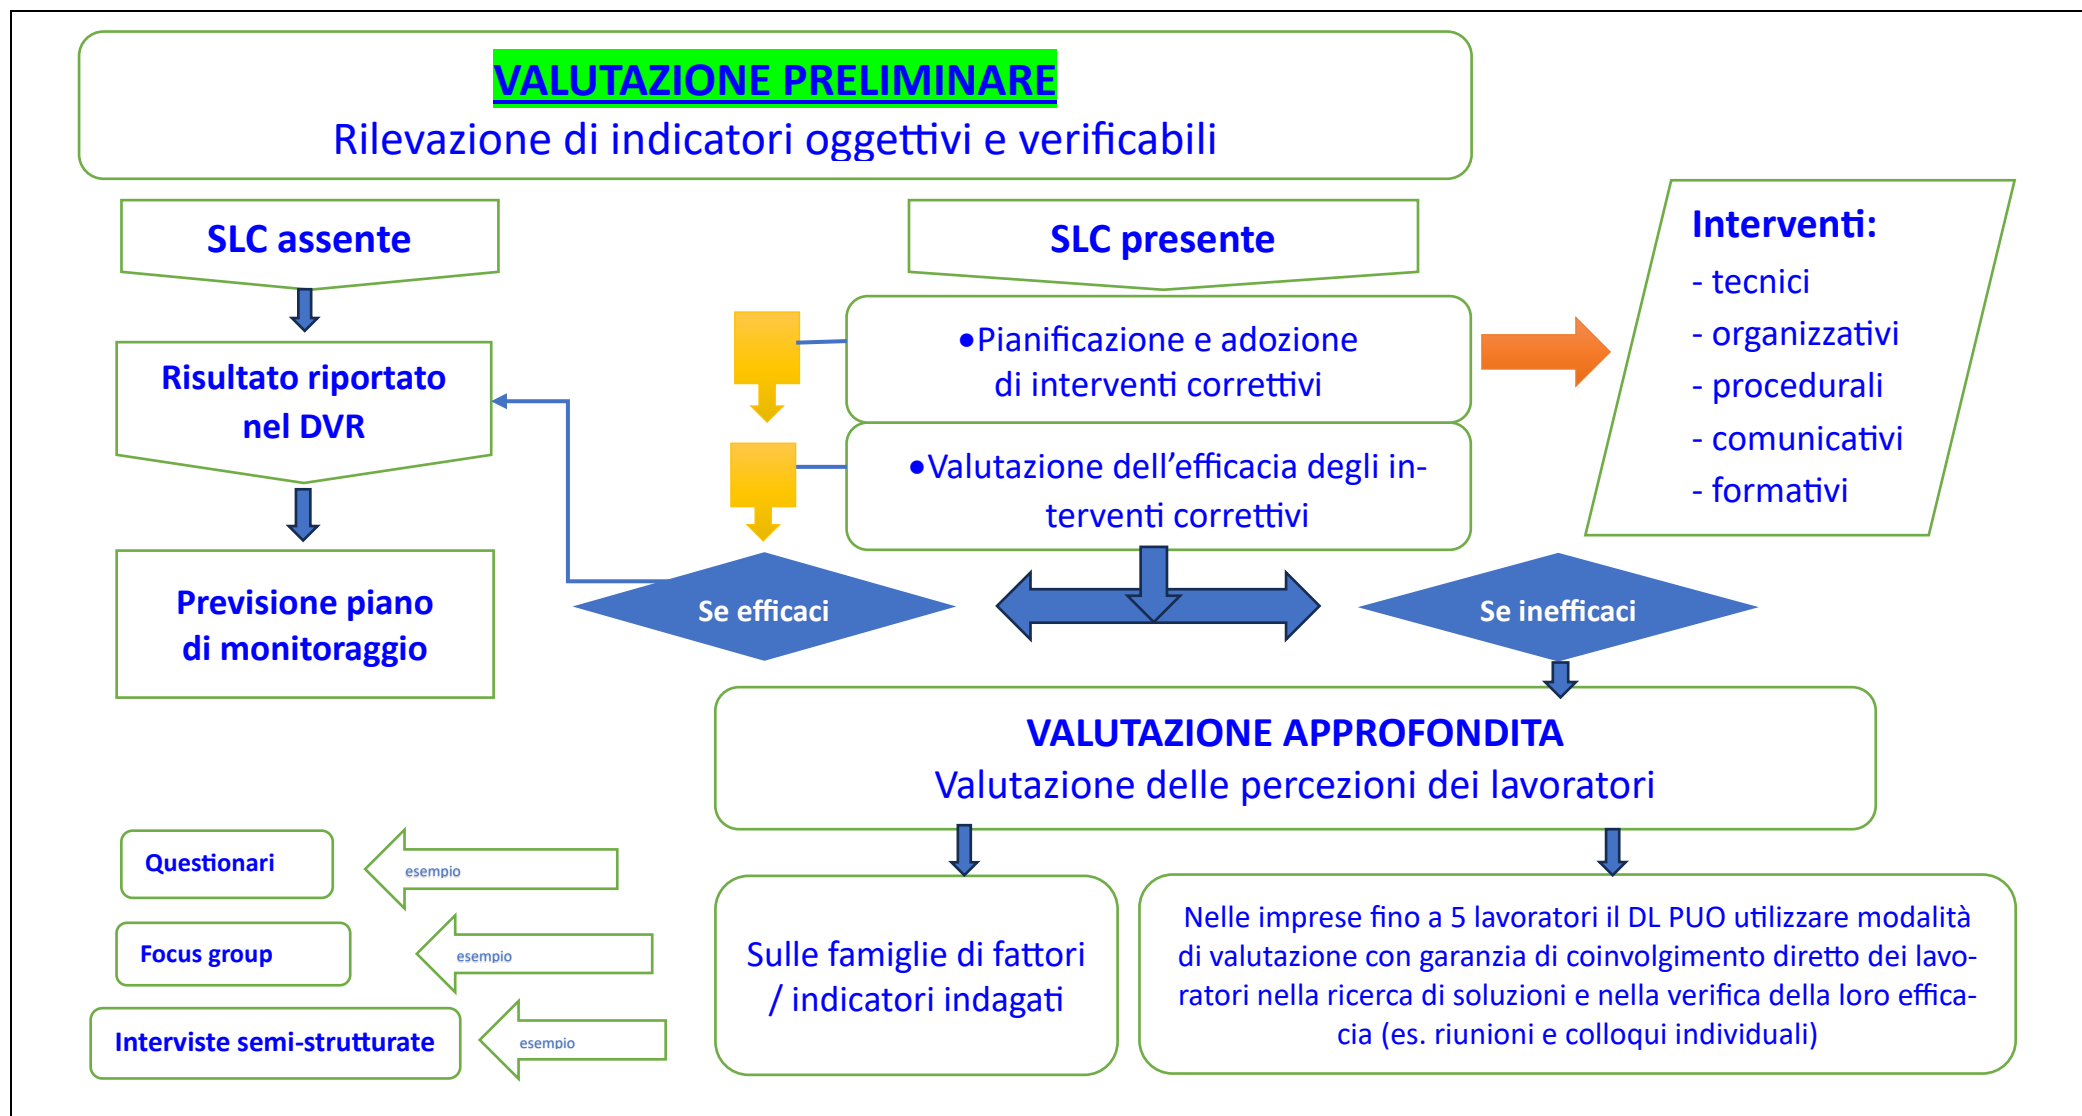 VALUTAZIONE PRELIMINARE
Rilevazione di indicatori oggettivi e verificabili
SLC assente
SLC presente
Interventi:
- tecnici
- organizzativi
- procedurali
- comunicativi
- formativi
•Pianificazione e adozione
di interventi correttivi
Risultato riportato
nel DVR
•Valutazione dell’efficacia degli in-
terventi correttivi
Previsione piano
di monitoraggio
Se efficaci
Se inefficaci
VALUTAZIONE APPROFONDITA
Valutazione delle percezioni dei lavoratori
Questionari
esempio
Focus group
esempio
Interviste semi-strutturate
esempio
Sulle famiglie di fattori
/ indicatori indagati
Nelle imprese fino a 5 lavoratori il DL PUO utilizzare modalità
di valutazione con garanzia di coinvolgimento diretto dei lavo-
ratori nella ricerca di soluzioni e nella verifica della loro effica-
cia (es. riunioni e colloqui individuali)